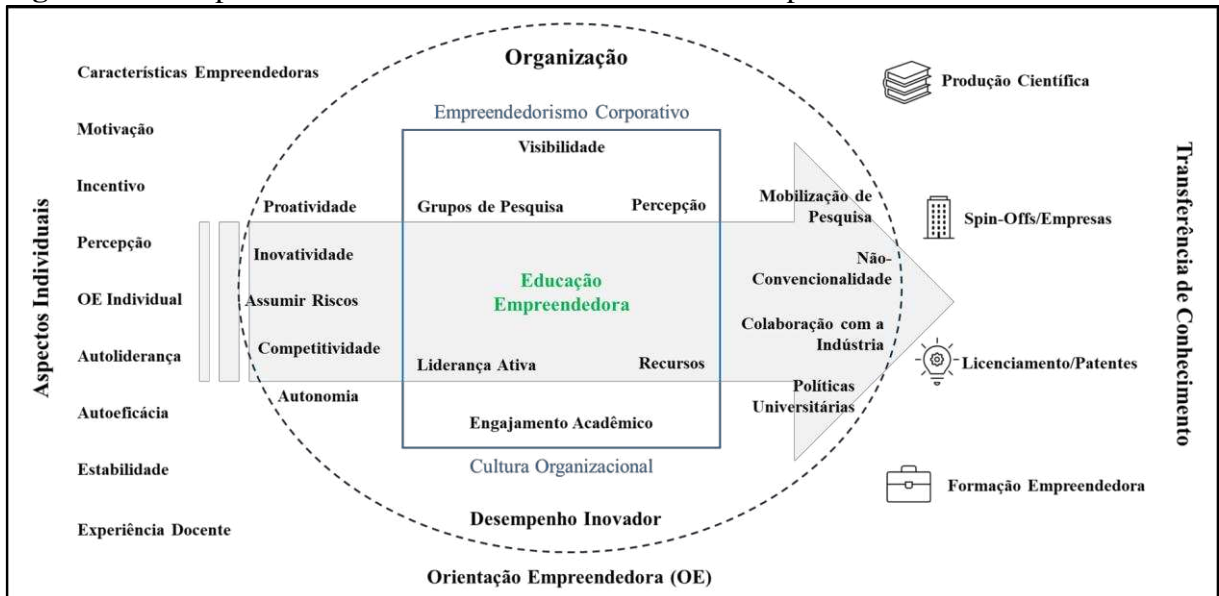 Organização
Características Empreendedoras
Motivação
Incentivo
Percepção
OE Individual
Autoliderança
Autoeficácia
Estabilidade
Experiência Docente
Aspectos Individuais
Proatividade
Inovatividade
Assumir Riscos
Competitividade
Autonomia
Empreendedorismo Corporativo
Visibilidade
Grupos de Pesquisa
Percepção
Educação
Empreendedora
Liderança Ativa
Recursos
Engajamento Acadêmico
Cultura Organizacional
Desempenho Inovador
Orientação Empreendedora (OE)
Mobilização de
Pesquisa
Não-
Convencionalidade
Colaboração com a
Indústria
Políticas
Universitárias
Produção Científica
Spin-Offs/Empresas
Licenciamento/Patentes
Formação Empreendedora
Transferência de Conhecimento